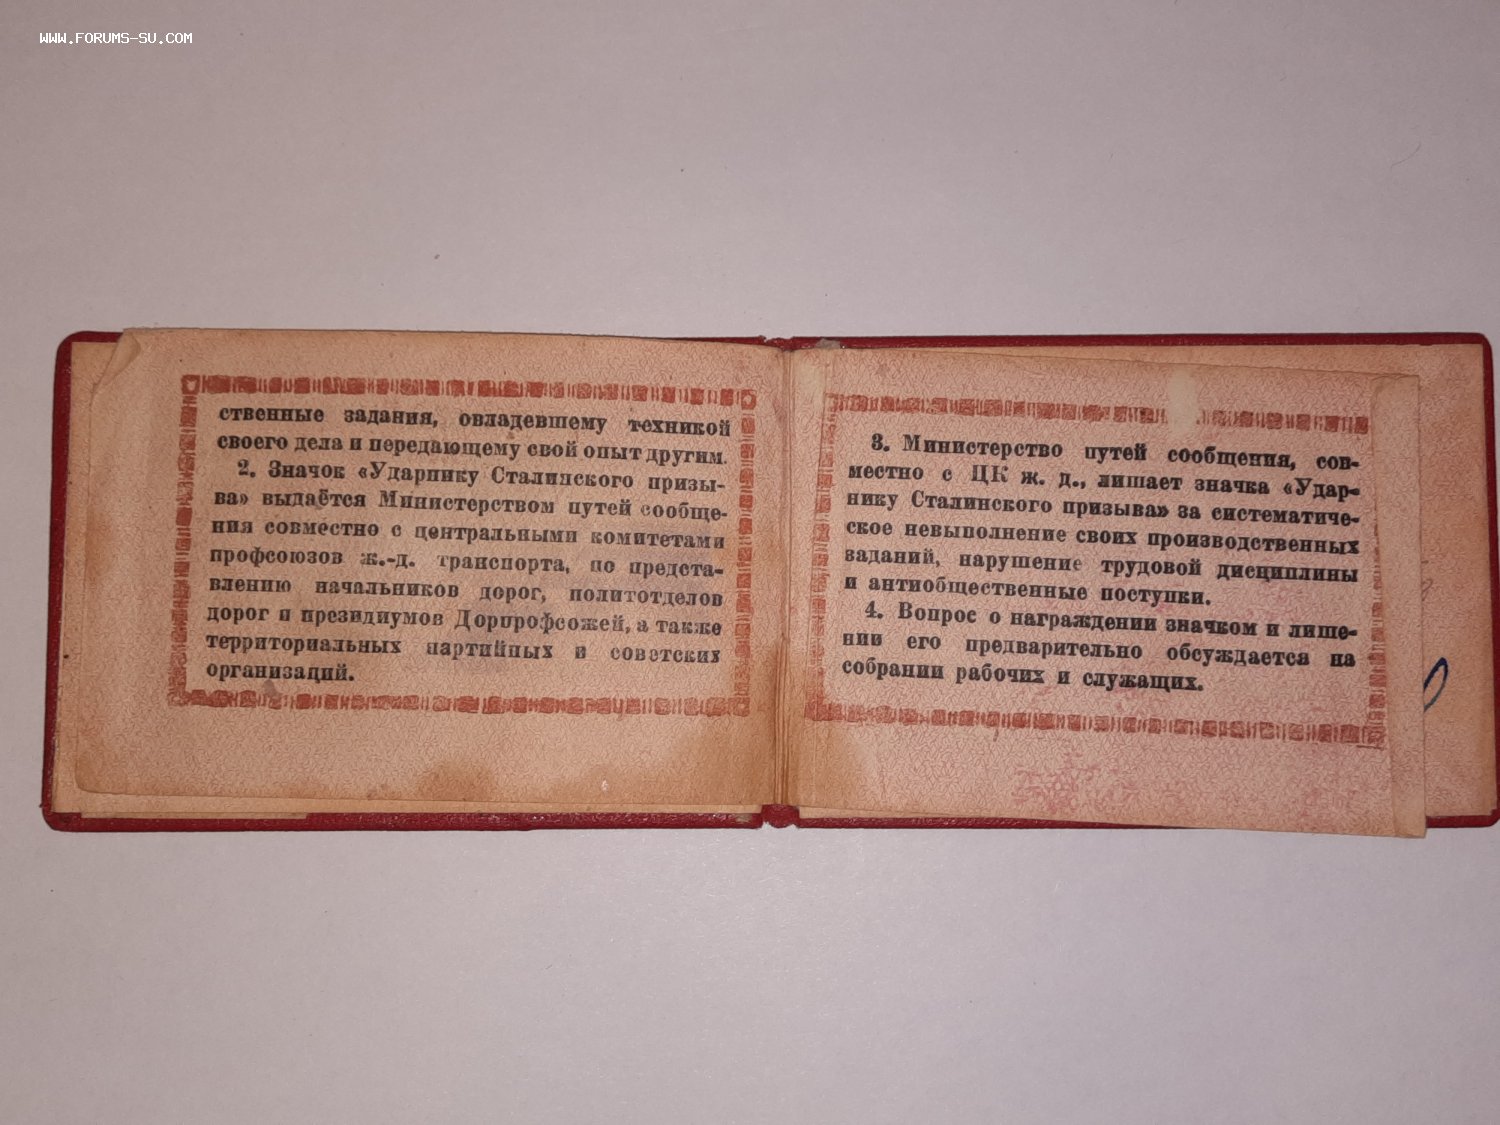 WWW.FORUMS-SU.COM
ственные задания, овладевшему техникой
своего дела и передающему свой опыт другим.
2. Значок «Ударнику Сталинского призы-
ва» выдаётся Министерством путей сообще-
ния совместно с центральными комитетами
профсоюзов ж.-д. транспорта, по предста-
влению начальников дорог, политотделов
дорог и президиумов Дорпрофсожей, а также
территориальных партийных и советских
организаций.
3. Министерство путей сообщения, сов-
местно с ЦК ж. д., лишает значка «Удар-
нику Сталинского призыва» за систематиче-
ское невыполнение своих производственных
заданий, нарушение трудовой дисциплины
и антиобщественные поступки.
4. Вопрос о награждении значком и лише-
нии его предварительно обсуждается на
собрании рабочих и служащих.